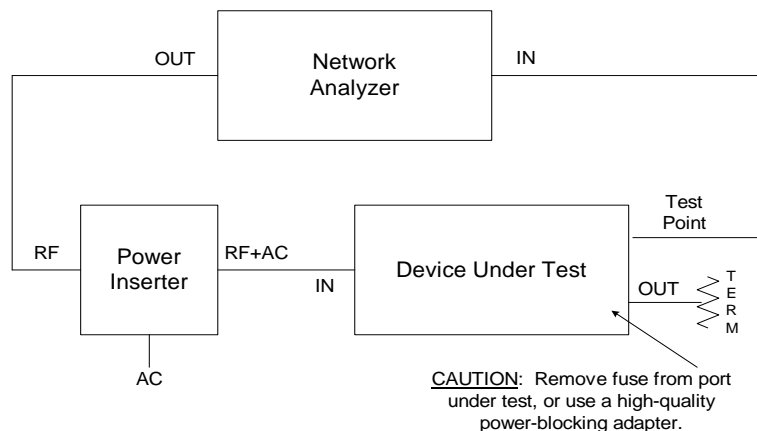 OUT
Network
Analyzer
IN
RF
Power
Inserter
RF+AC
IN
AC
Device Under Test
Test
Point
OUT
TERM
CAUTION: Remove fuse from port
under test, or use a high-quality
power-blocking adapter.